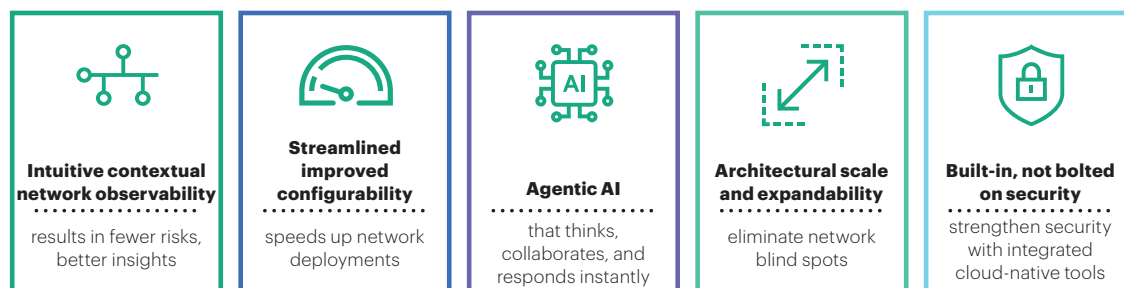 Intuitive contextual
network observability
results in fewer risks,
better insights
Streamlined
improved
configurability
speeds up network
deployments
AI
Agentic AI
that thinks,
collaborates, and
responds instantly
Architectural scale
and expandability
eliminate network
blind spots
Built-in, not bolted
on security
strengthen security
with integrated
cloud-native tools